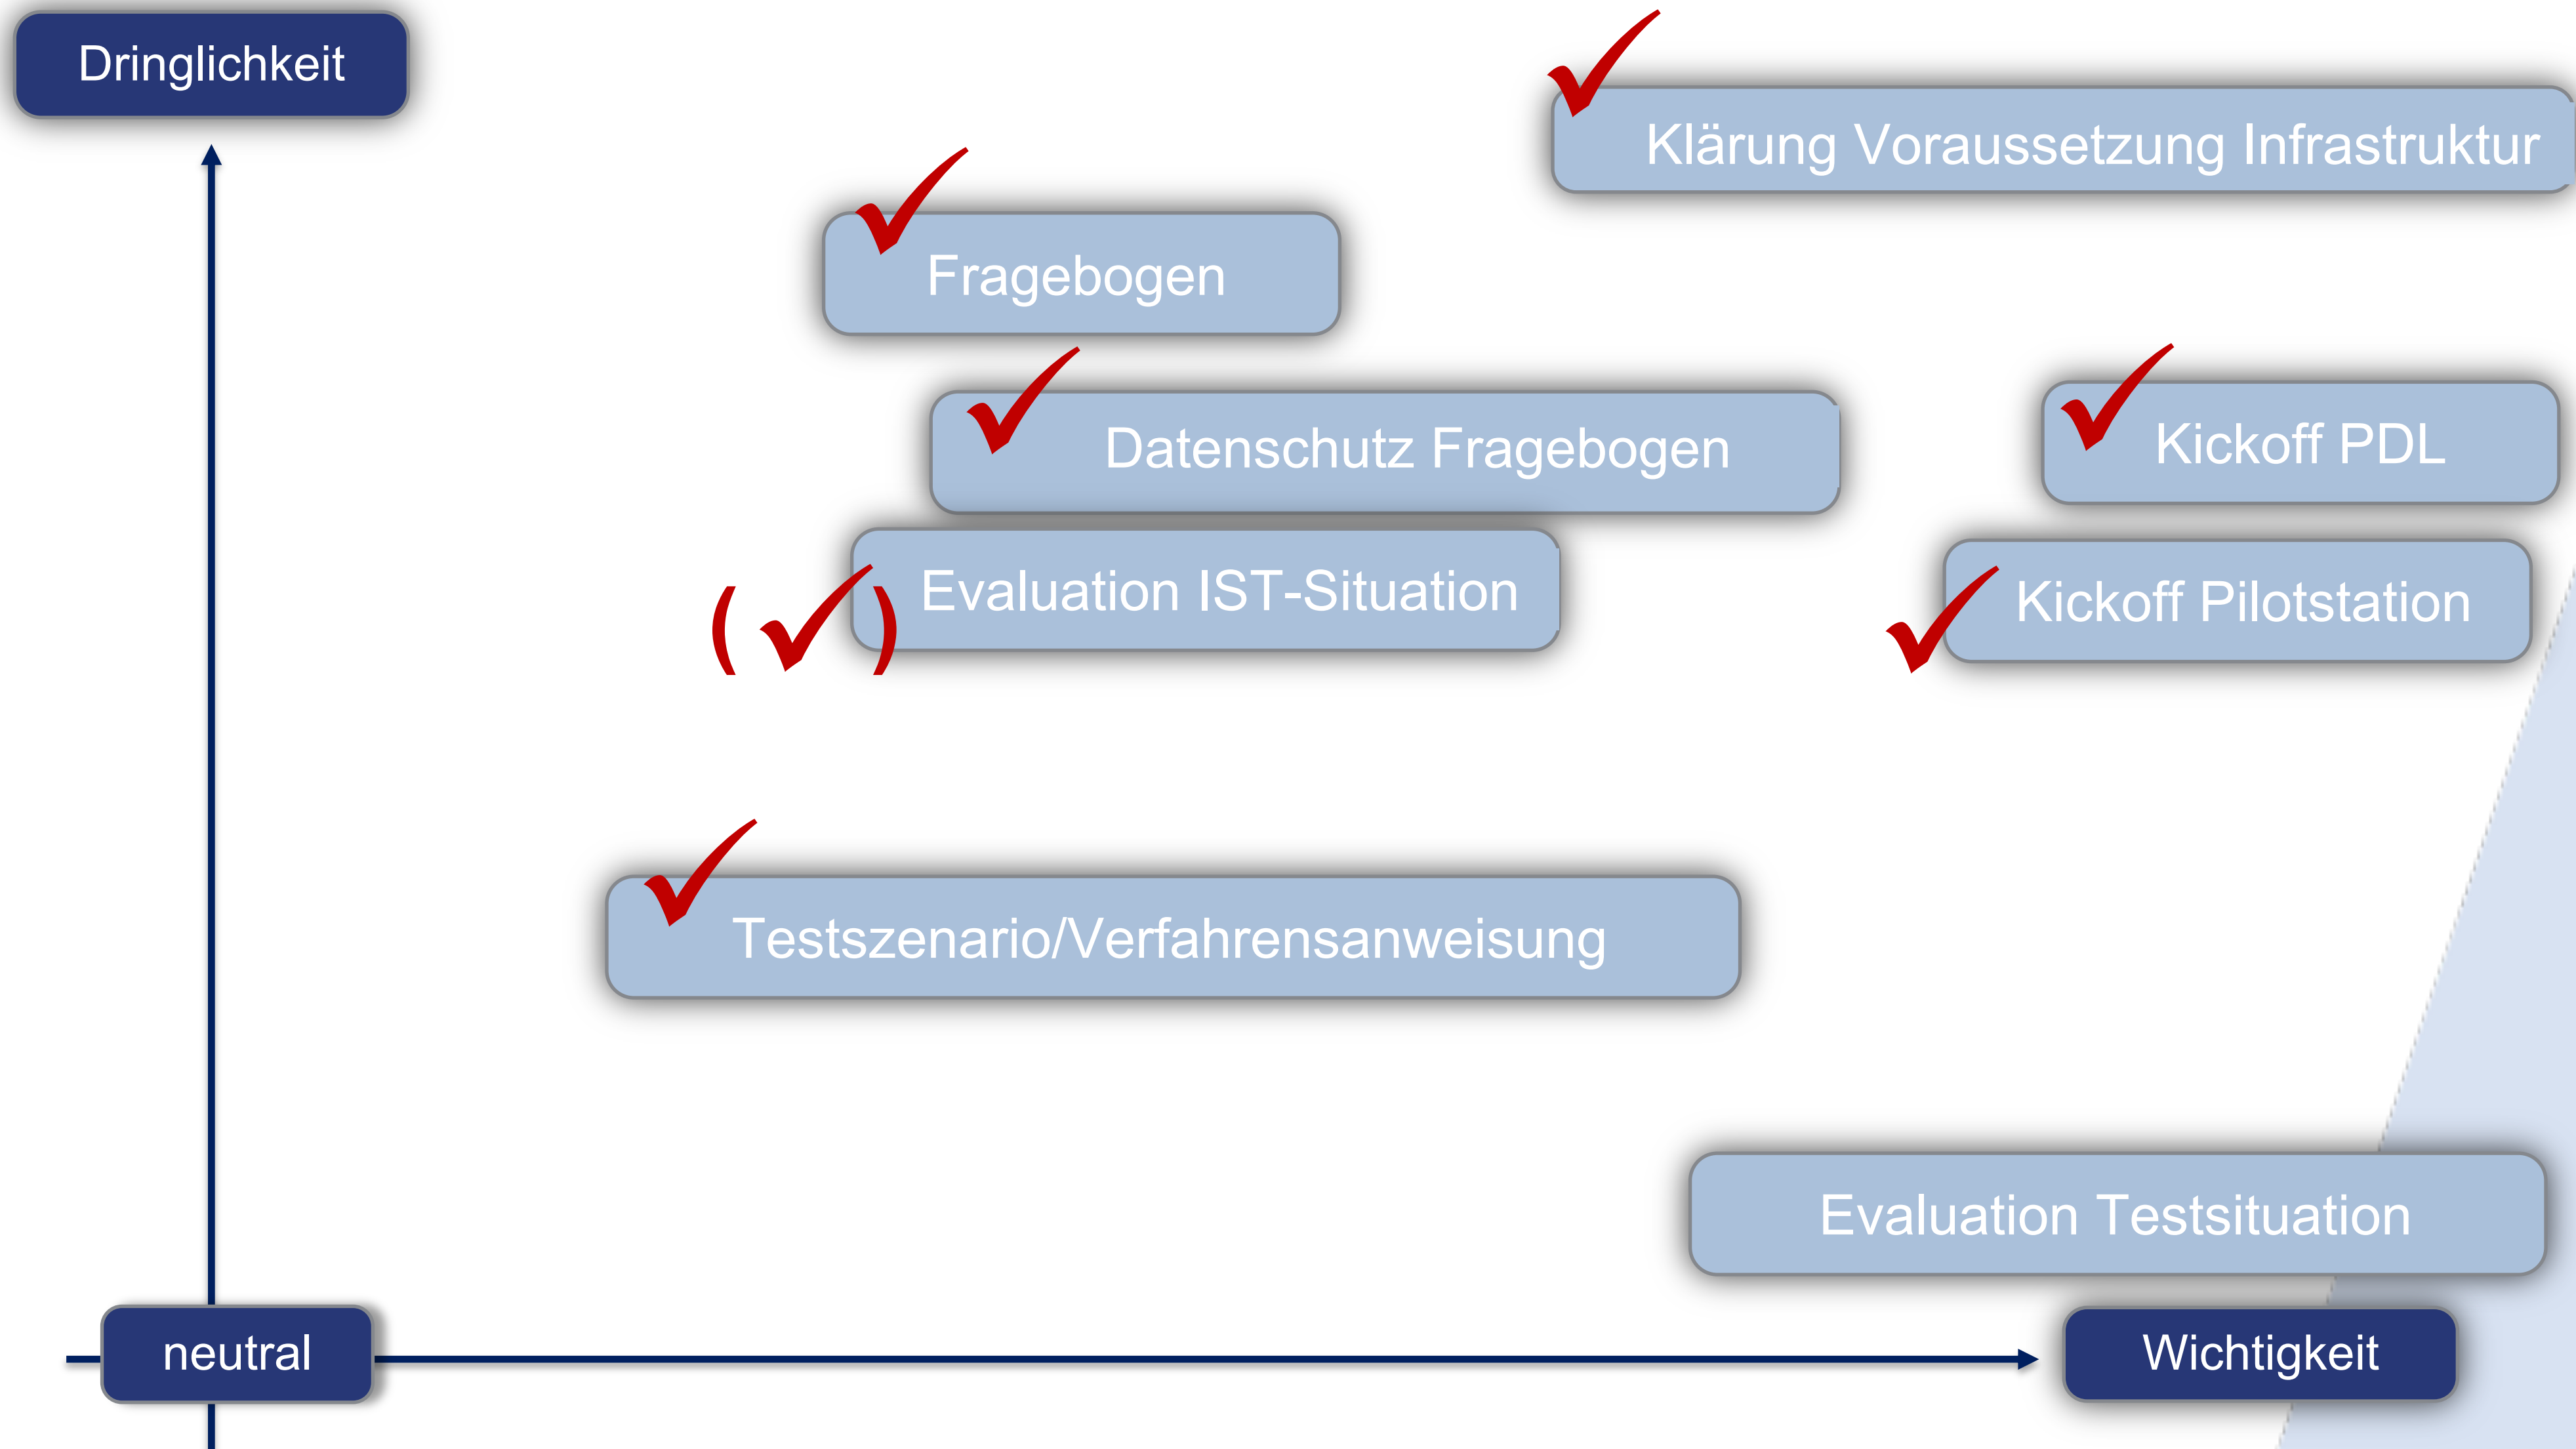 Dringlichkeit
Klärung Voraussetzung Infrastruktur
Fragebogen
Datenschutz Fragebogen
Kickoff PDL
( ✓ ) Evaluation IST-Situation
Kickoff Pilotstation
Testszenario/Verfahrensanweisung
Evaluation Testsituation
neutral
Wichtigkeit